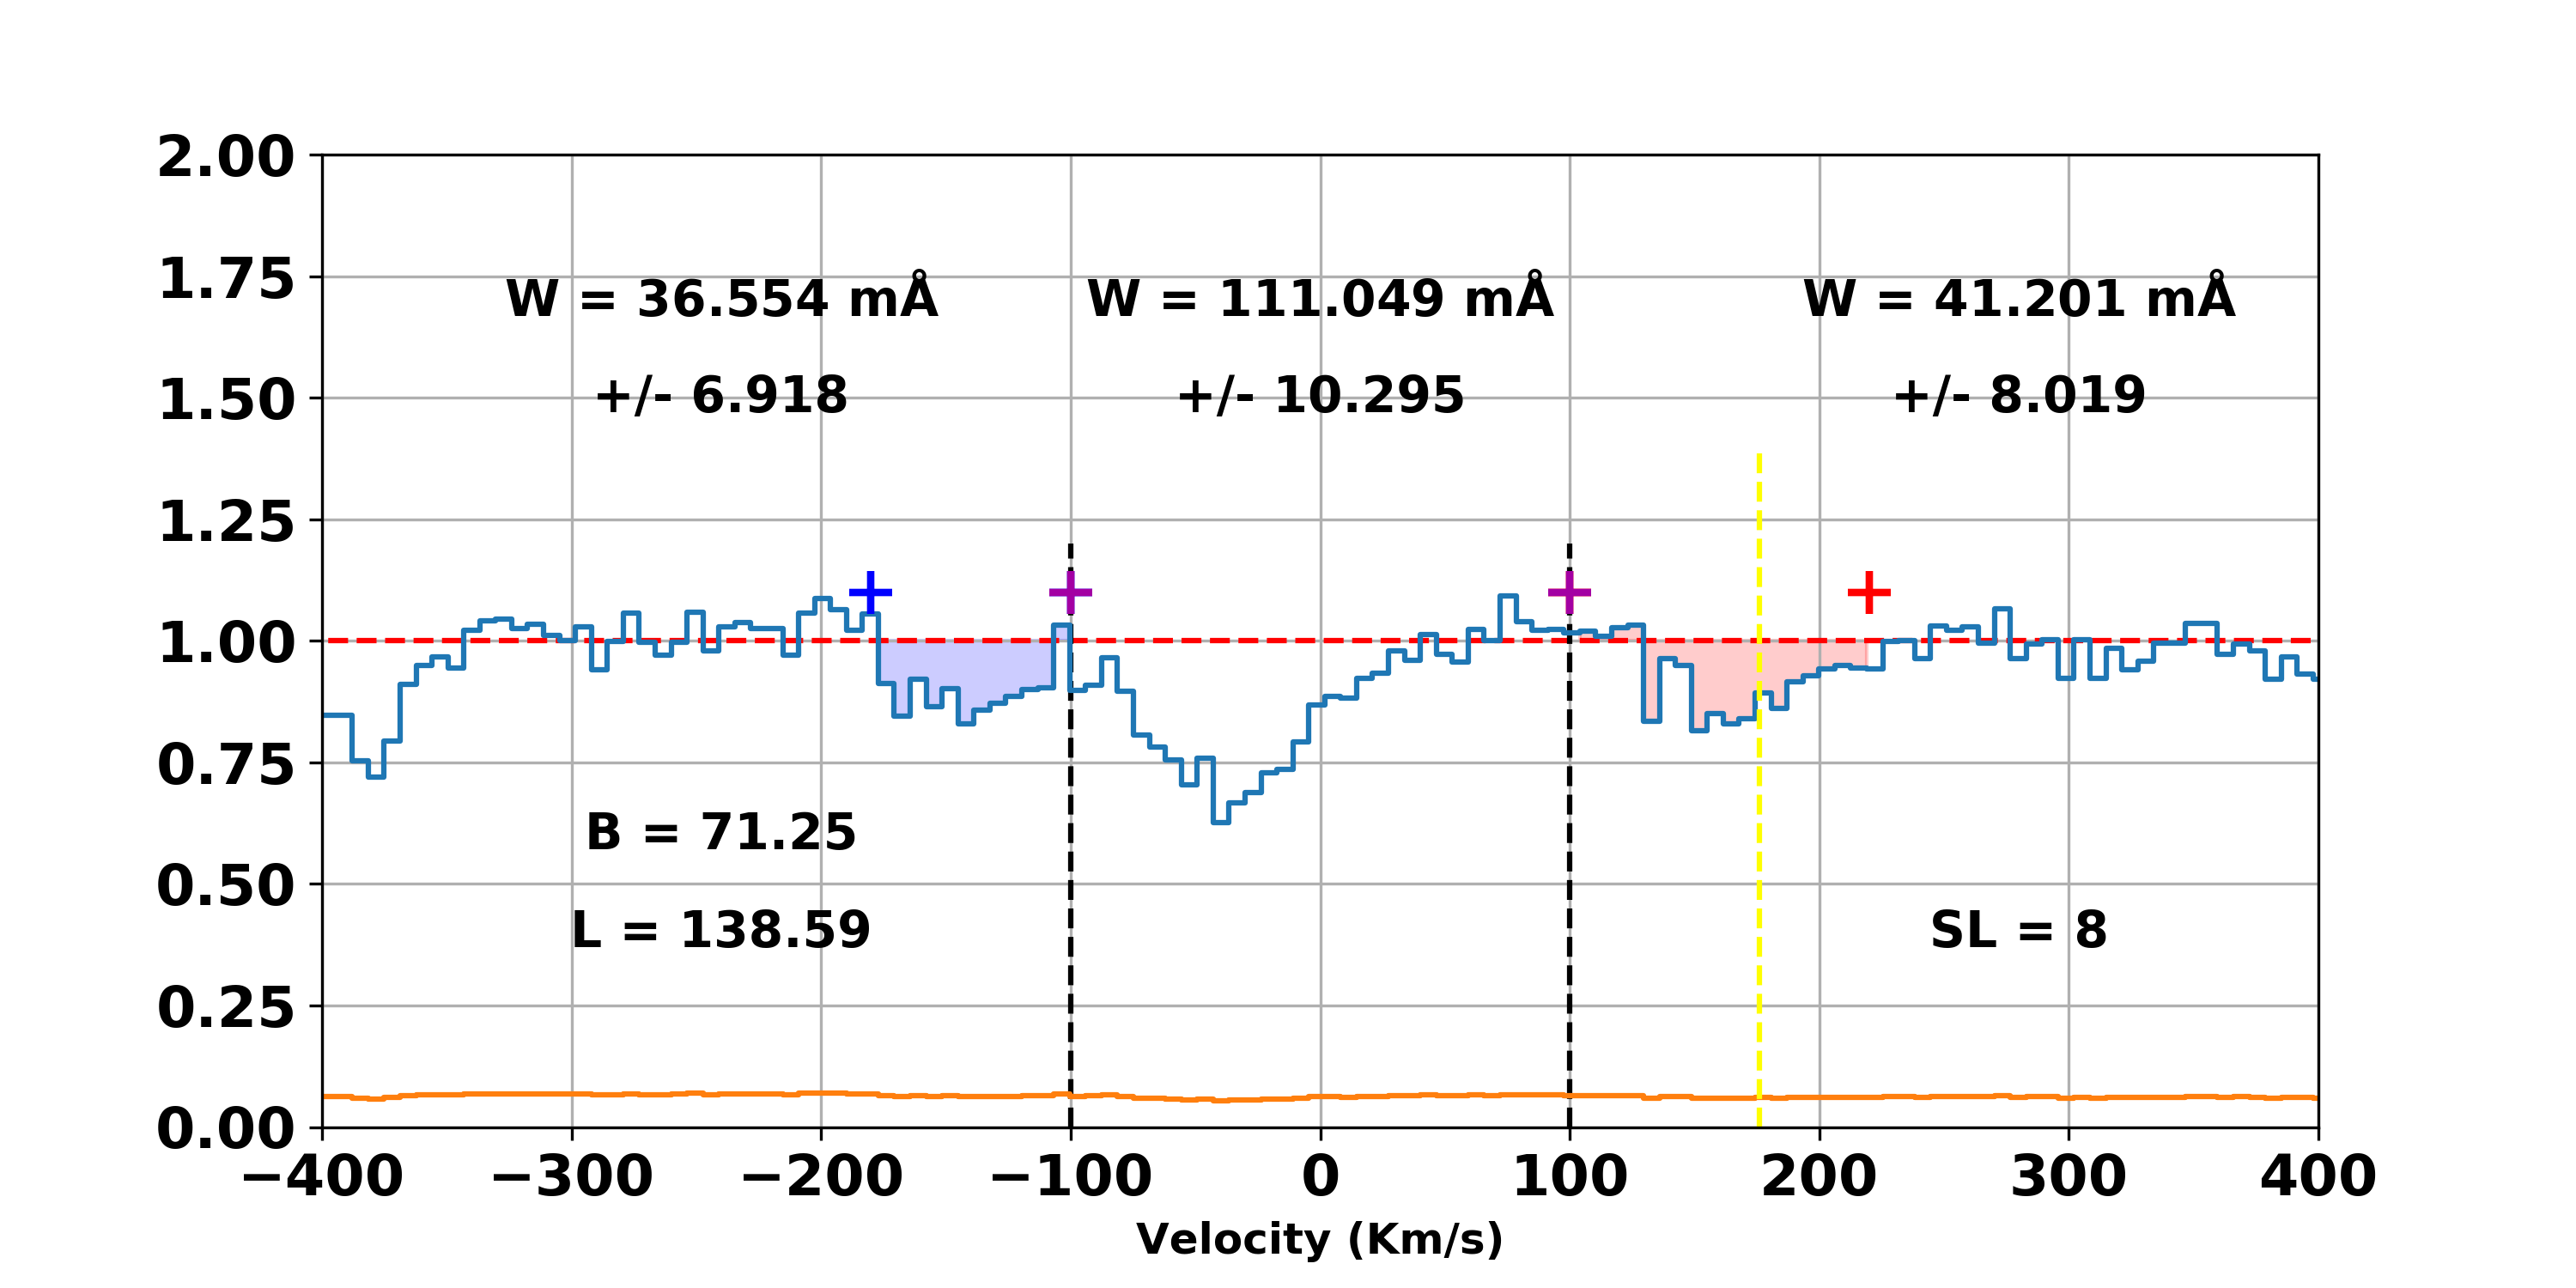 2.00
1.75
1.50
1.25
1.00
0.75
0.50
0.25
0.00
W = 36.554 mÅ
+/- 6.918
W = 111.049 mÅ
+/- 10.295
W = 41.201 mÅ
+/- 8.019
B = 71.25
L = 138.59
SL = 8
−400 −300 −200 −100 0 100 200 300 400
Velocity (Km/s)